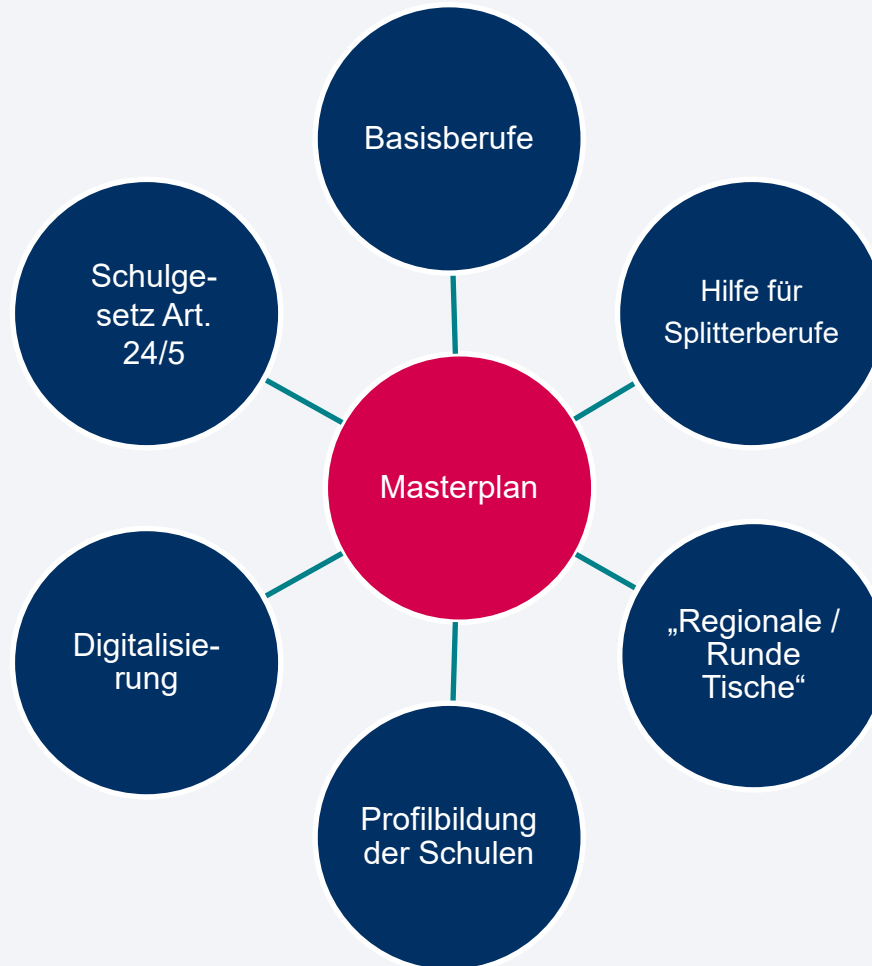 Basisberufe
Schulge-
setz Art.
24/5
Hilfe für
Splitterberufe
Masterplan
Digitalisie-
rung
„Regionale /
Runde
Tische“
Profilbildung
der Schulen